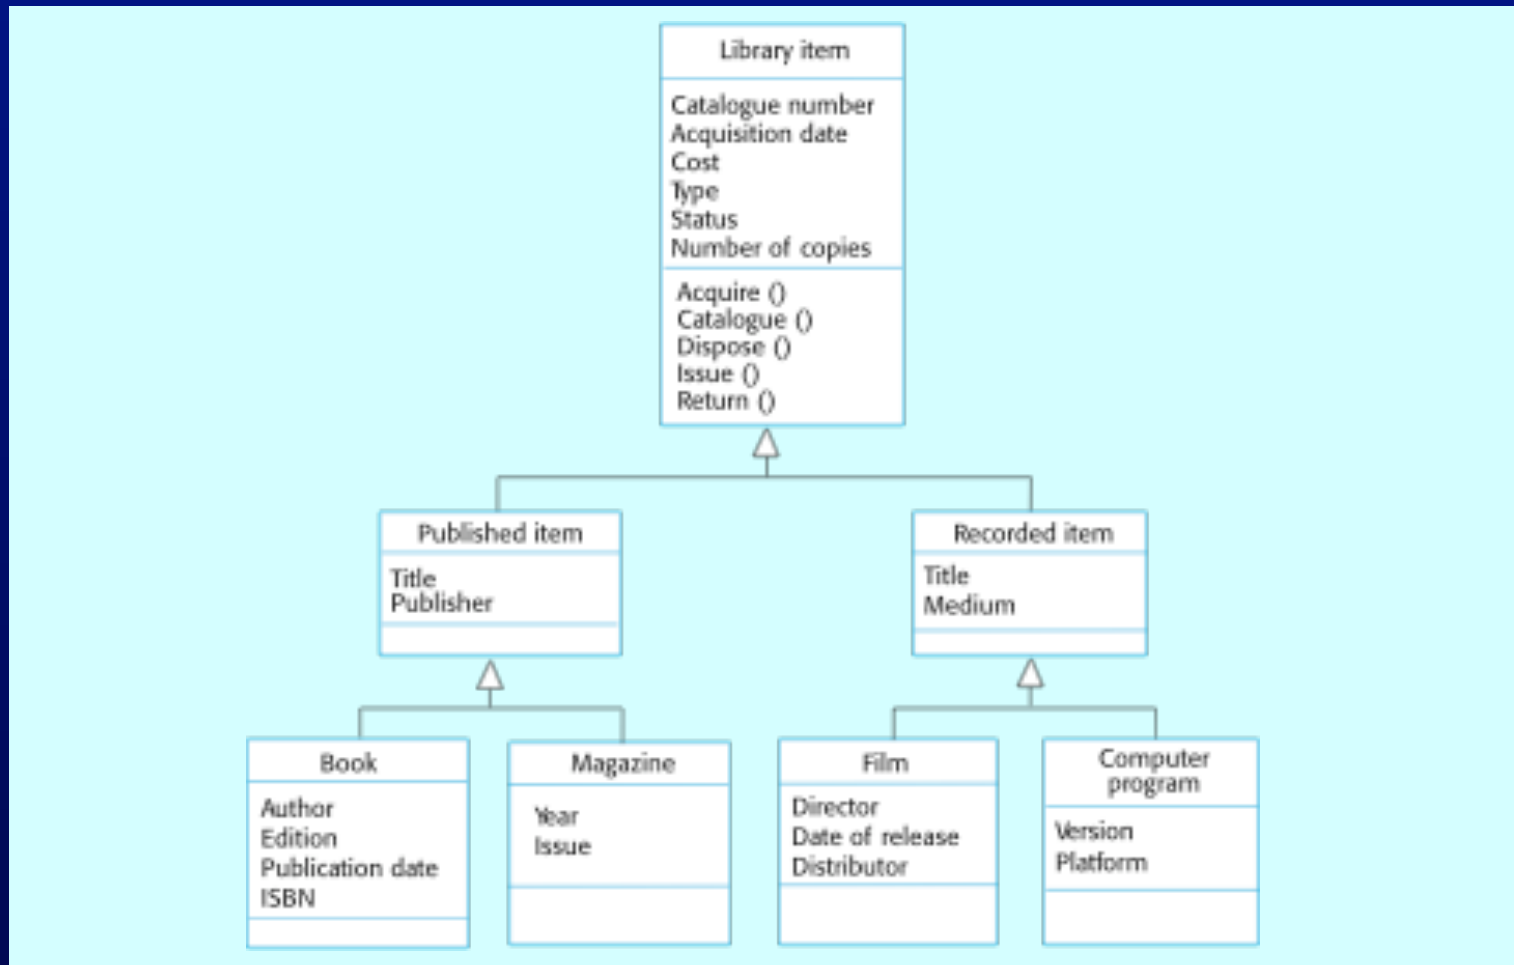 Library item
Catalogue number
Acquisition date
Cost
Type
Status
Number of copies
Acquire ()
Catalogue ()
Dispose ()
Issue ()
Return ()
Published item
Title
Publisher
Recorded item
Title
Medium
Book
Author
Edition
Publication date
ISBN
Magazine
Year
Issue
Film
Director
Date of release
Distributor
Computer
program
Version
Platform